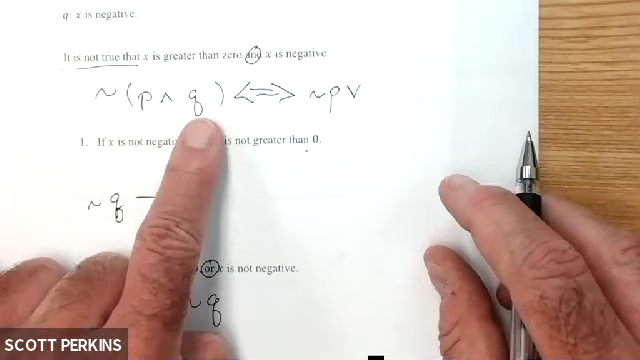 q: x is negative.
It is not true that x is greater than zero and x is negative.
~(p ∧ q) ⟺ ~p ∨
1. If x is not is not greater than 0.
~q
or x is not negative.
~q
SCOTT PERKINS